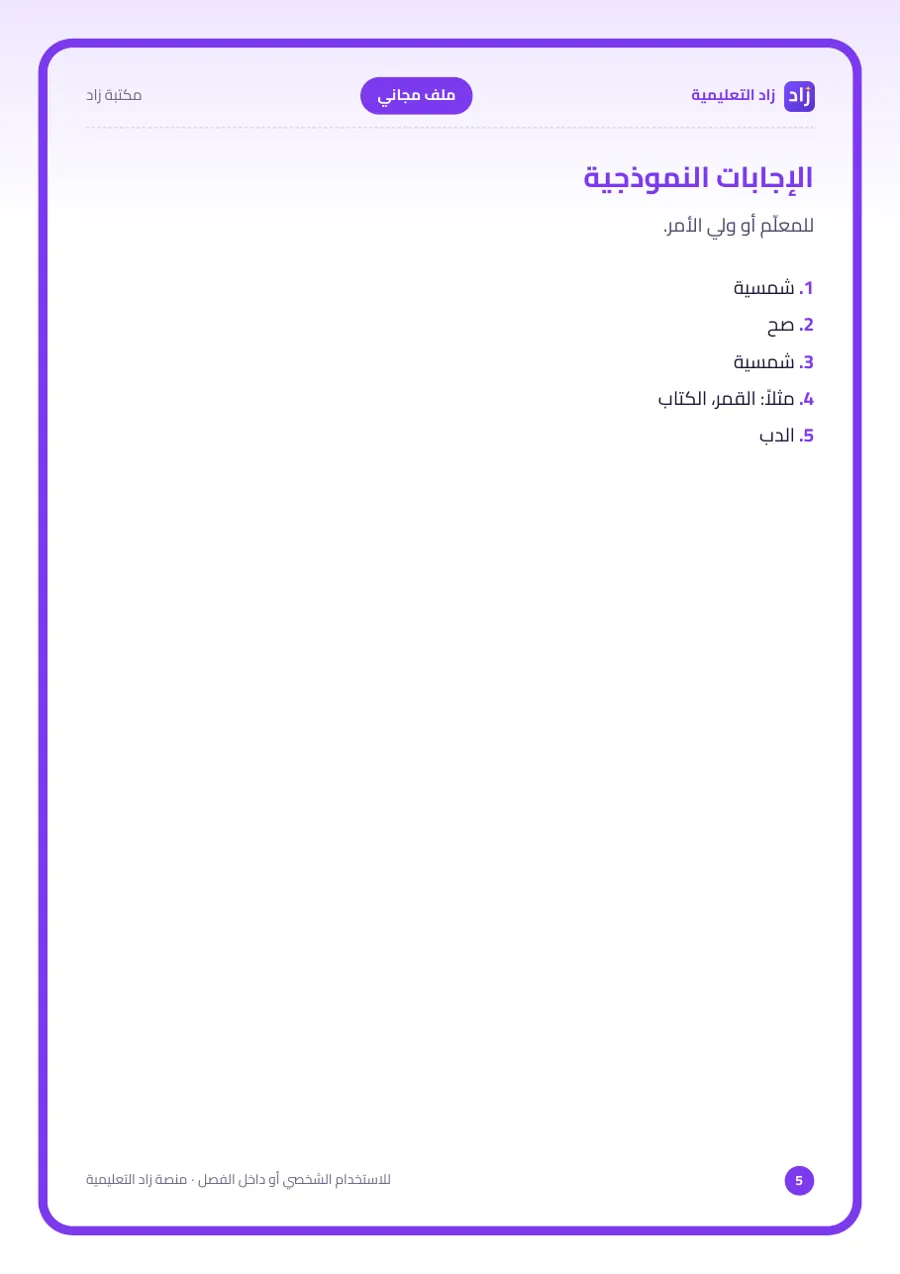 زاد
زاد التعليمية
ملف مجاني
مكتبة زاد
الإجابات النموذجية
للمعلّم أو ولي الأمر.
1. شمسية
2. صح
3. شمسية
4. مثلاً: القمر، الكتاب
5. الدب
5
للاستخدام الشخصي أو داخل الفصل · منصة زاد التعليمية